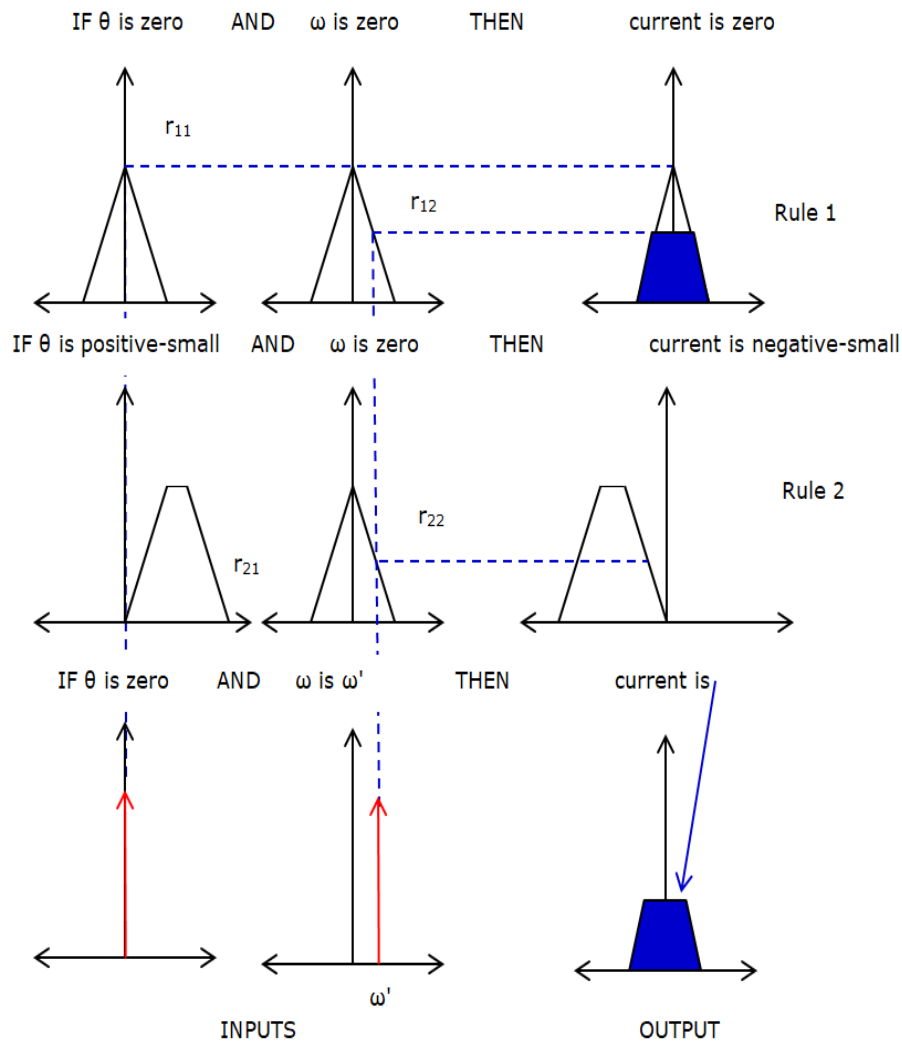 IF θ is zero AND ω is zero THEN current is zero
r11
r12
Rule 1
IF θ is positive-small AND ω is zero THEN current is negative-small
Rule 2
r22
r21
IF θ is zero AND ω is ω' THEN current is
ω'
INPUTS OUTPUT